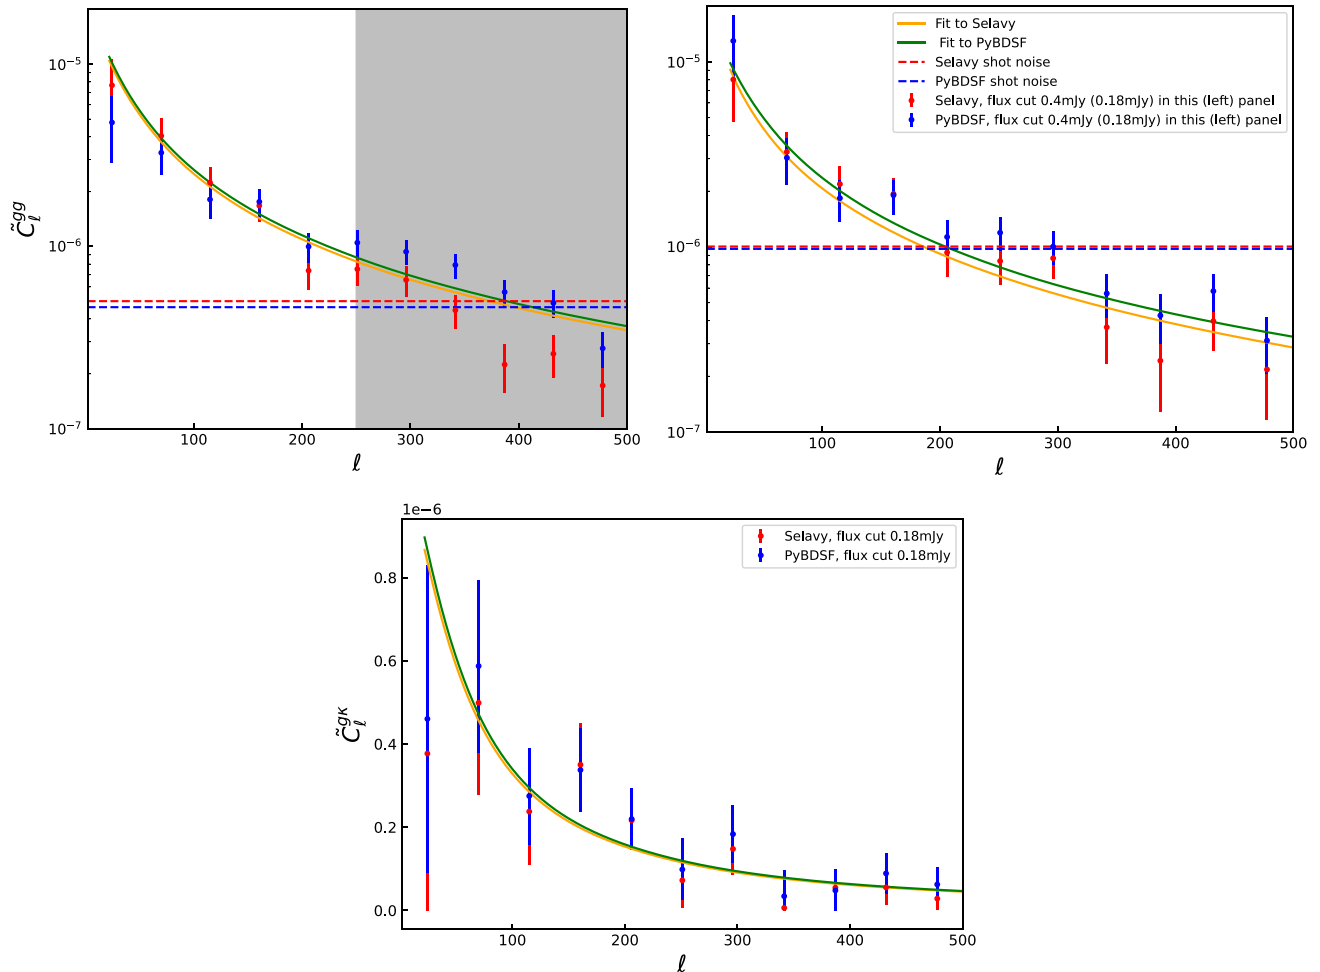 10⁻⁵
10⁻⁶
10⁻⁷
C̃ℓ^gg
100
200
300
400
500
ℓ
10⁻⁵
10⁻⁶
10⁻⁷
Fit to Selavy
Fit to PyBDSF
Selavy shot noise
PyBDSF shot noise
Selavy, flux cut 0.4mJy (0.18mJy) in this (left) panel
PyBDSF, flux cut 0.4mJy (0.18mJy) in this (left) panel
100
200
300
400
500
ℓ
1e−6
0.8
0.6
0.4
0.2
0.0
C̃ℓ^gκ
Selavy, flux cut 0.18mJy
PyBDSF, flux cut 0.18mJy
100
200
300
400
500
ℓ